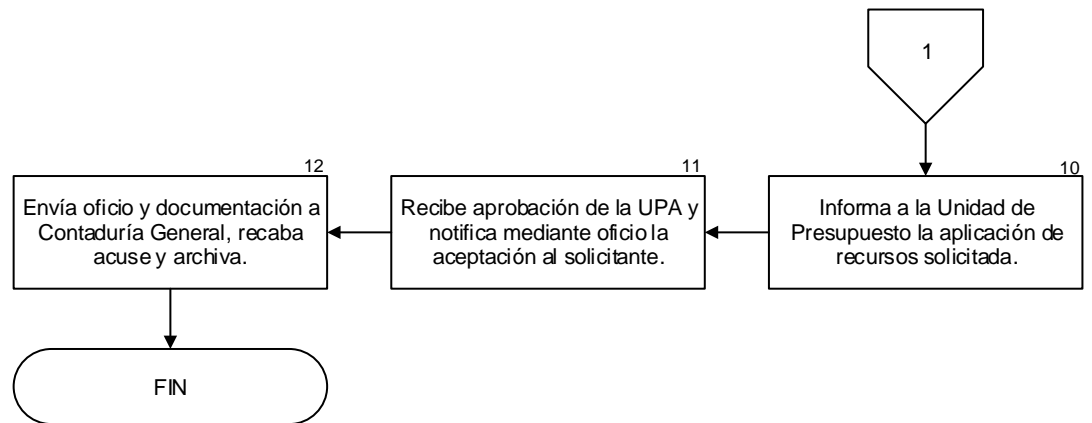 1
10
Informa a la Unidad de
Presupuesto la aplicación de
recursos solicitada.
11
Recibe aprobación de la UPA y
notifica mediante oficio la
aceptación al solicitante.
12
Envía oficio y documentación a
Contaduría General, recaba
acuse y archiva.
FIN